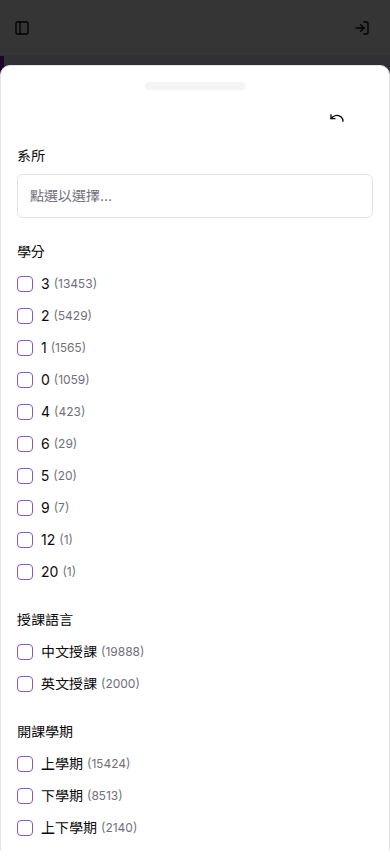 系所
點選以選擇...
學分
3 (13453)
2 (5429)
1 (1565)
0 (1059)
4 (423)
6 (29)
5 (20)
9 (7)
12 (1)
20 (1)
授課語言
中文授課 (19888)
英文授課 (2000)
開課學期
上學期 (15424)
下學期 (8513)
上下學期 (2140)